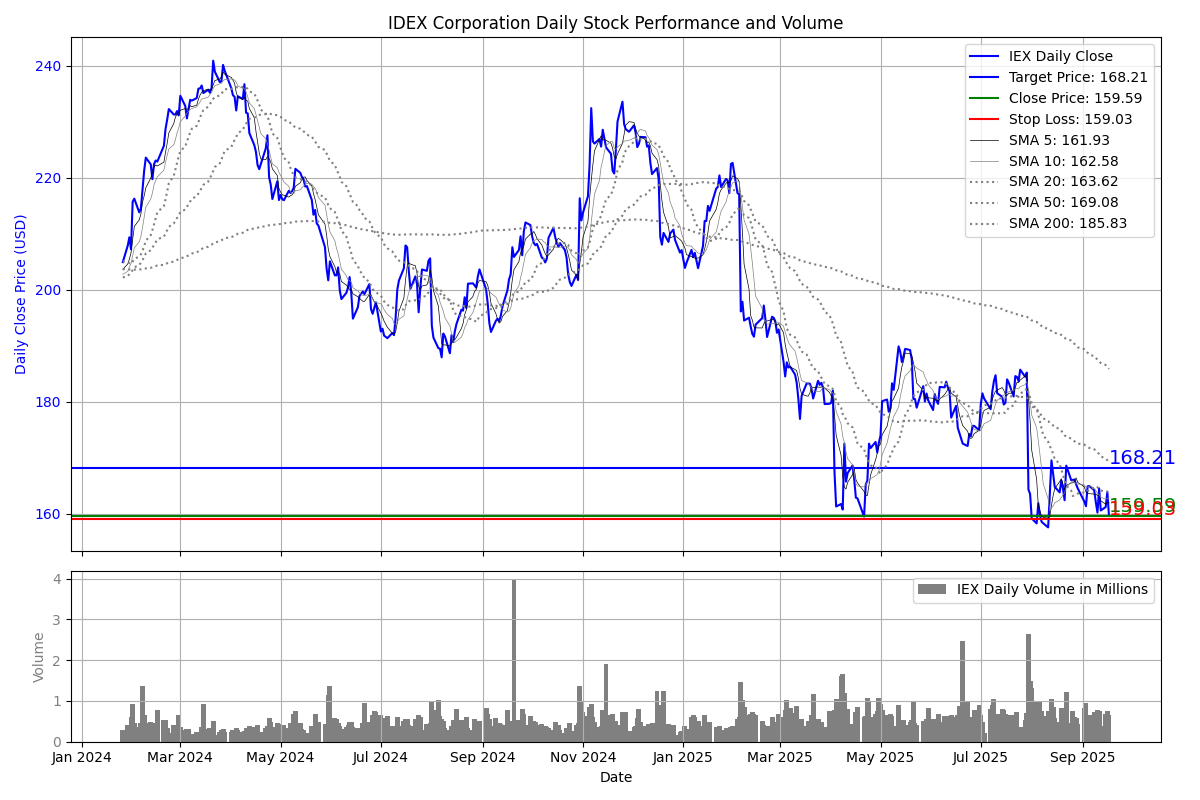 IDEX Corporation Daily Stock Performance and Volume
Daily Close Price (USD)
240
220
200
180
160
IEX Daily Close
Target Price: 168.21
Close Price: 159.59
Stop Loss: 159.03
SMA 5: 161.93
SMA 10: 162.58
SMA 20: 163.62
SMA 50: 169.08
SMA 200: 185.83
168.21
159.59
159.03
Volume
4
3
2
1
0
IEX Daily Volume in Millions
Jan 2024 Mar 2024 May 2024 Jul 2024 Sep 2024 Nov 2024 Jan 2025 Mar 2025 May 2025 Jul 2025 Sep 2025
Date